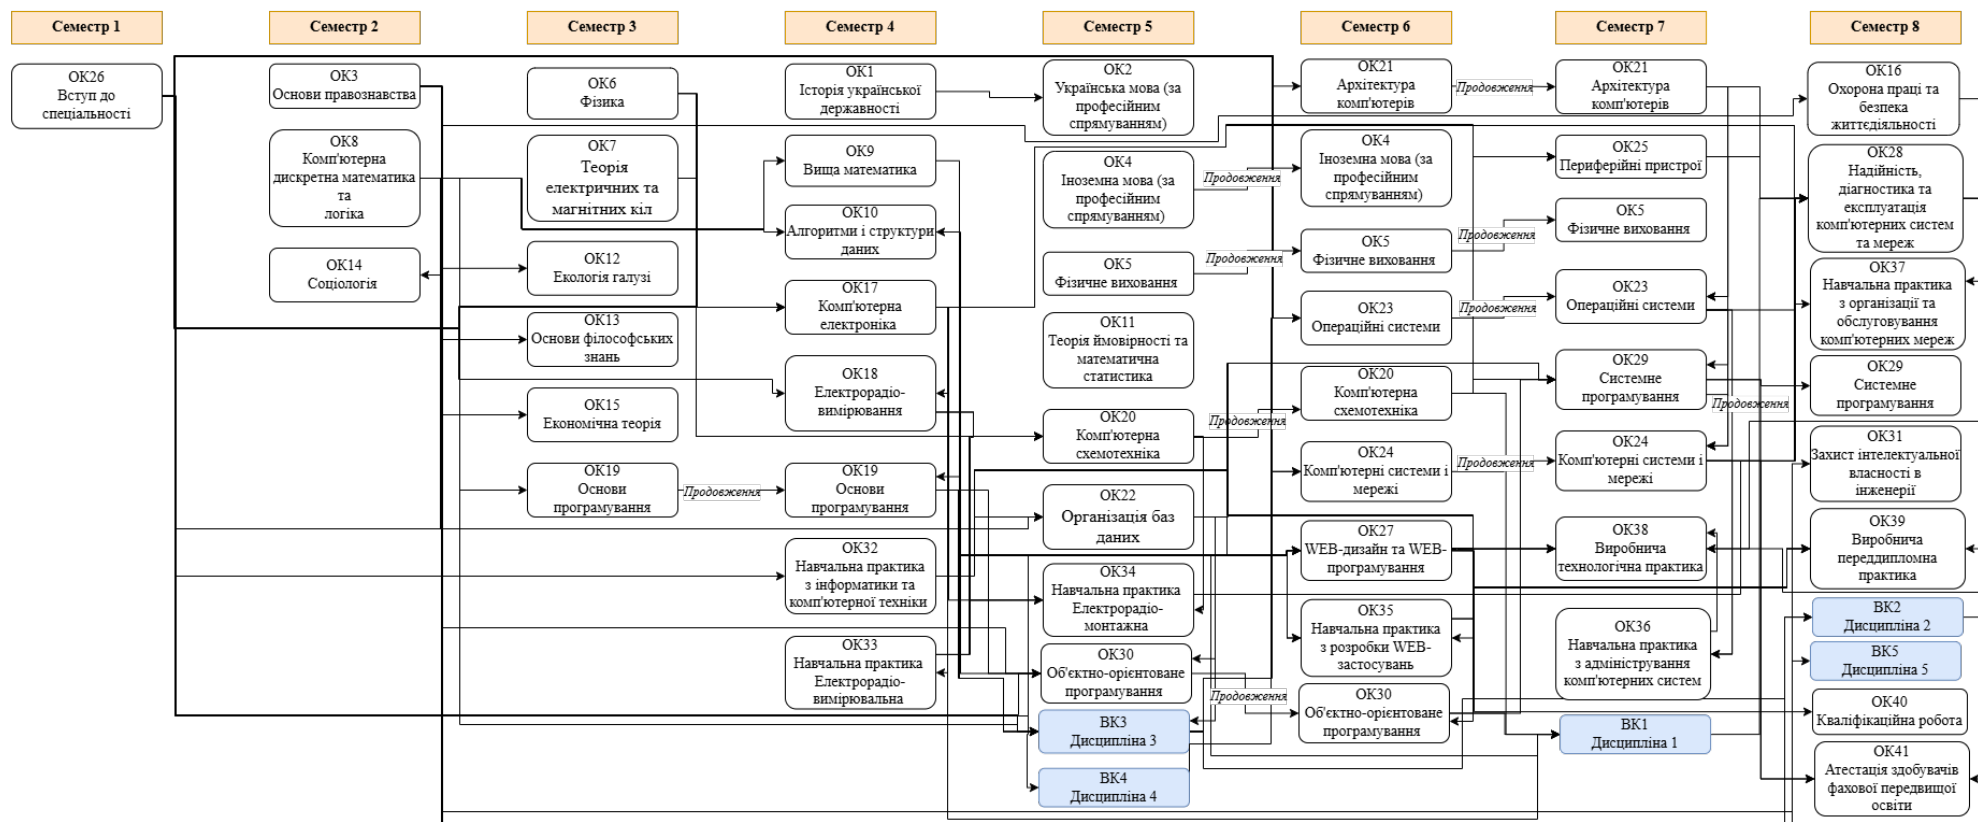 Семестр 1
Семестр 2
Семестр 3
Семестр 4
Семестр 5
Семестр 6
Семестр 7
Семестр 8
ОК26
Вступ до
спеціальності
ОК3
Основи правознавства
ОК8
Комп'ютерна
дискретна математика
та
логіка
ОК14
Соціологія
ОК6
Фізика
ОК7
Теорія
електричних та
магнітних кіл
ОК12
Екологія галузі
ОК13
Основи філософських
знань
ОК15
Економічна теорія
ОК19
Основи
програмування
Продовження
ОК1
Історія української
державності
ОК9
Вища математика
ОК10
Алгоритми і структури
даних
ОК17
Комп'ютерна
електроніка
ОК18
Електрорадіо-
вимірювання
ОК19
Основи
програмування
ОК32
Навчальна практика
з інформатики та
комп'ютерної техніки
ОК33
Навчальна практика
Електрорадіо-
вимірювальна
ОК2
Українська мова (за
професійним
спрямуванням)
ОК4
Іноземна мова (за
професійним
спрямуванням)
Продовження
ОК5
Фізичне виховання
Продовження
ОК11
Теорія ймовірності та
математична
статистика
ОК20
Комп'ютерна
схемотехніка
Продовження
ОК22
Організація баз
даних
ОК34
Навчальна практика
Електрорадіо-
монтажна
ОК30
Об'єктно-орієнтоване
програмування
Продовження
ВК3
Дисципліна 3
ВК4
Дисципліна 4
ОК21
Архітектура
комп'ютерів
Продовження
ОК4
Іноземна мова (за
професійним
спрямуванням)
ОК5
Фізичне виховання
Продовження
ОК23
Операційні системи
Продовження
ОК20
Комп'ютерна
схемотехніка
ОК24
Комп'ютерні системи і
мережі
Продовження
ОК27
WEB-дизайн та WEB-
програмування
ОК35
Навчальна практика
з розробки WEB-
застосувань
ОК30
Об'єктно-орієнтоване
програмування
ОК21
Архітектура
комп'ютерів
ОК25
Периферійні пристрої
ОК5
Фізичне виховання
ОК23
Операційні системи
ОК29
Системне
програмування
Продовження
ОК24
Комп'ютерні системи і
мережі
ОК38
Виробнича
технологічна практика
ОК36
Навчальна практика
з адміністрування
комп'ютерних систем
ВК1
Дисципліна 1
ОК16
Охорона праці та
безпека
життєдіяльності
ОК28
Надійність,
діагностика та
експлуатація
комп'ютерних систем
та мереж
ОК37
Навчальна практика
з організації та
обслуговування
комп'ютерних мереж
ОК29
Системне
програмування
ОК31
Захист інтелектуальної
власності в
інженерії
ОК39
Виробнича
переддипломна
практика
ВК2
Дисципліна 2
ВК5
Дисципліна 5
ОК40
Кваліфікаційна робота
ОК41
Атестація здобувачів
фахової передвищої
освіти